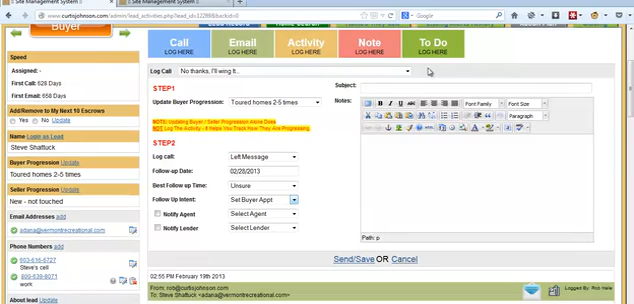 Site Management System
Site Management System
www.curtisjohnson.com/admin/lead_activities.php?lead_id=12286&backid=0
Google
Buyer
Call
LOG HERE
Email
LOG HERE
Activity
LOG HERE
Note
LOG HERE
To Do
LOG HERE
Speed
Assigned: -
First Call: 628 Days
First Email: 558 Days
Add/Remove to My Next 10 Escrows
Yes No Update
Name Login as Lead
Steve Shattuck
Buyer Progression Update
Toured homes 2-5 times
Seller Progression Update
New - not touched
Email Addresses add
adana@vermontrecreational.com
Phone Numbers add
603-616-6727
Steve's cell
800-639-8071
work
About lead Update
Log Call No thanks, I'll wing It...
STEP1
Update Buyer Progression: Toured homes 2-5 times
NOTE: Updating Buyer / Seller Progression Alone Does
NOT Log The Activity - It Helps You Track How They Are Progressing.
STEP2
Log call: Left Message
Follow-up Date: 02/28/2013
Best Follow up Time: Unsure
Follow Up Intent: Set Buyer Appt
Notify Agent Select Agent
Notify Lender Select Lender
Subject:
Notes:
B I U ABC
Font Family Font Size
Paragraph
Path: p
Send/Save OR Cancel
02:55 PM February 19th 2013
From: rob@curtisjohnson.com
To: Steve Shattuck <adana@vermontrecreational.com>
Logged By: Rob Hale